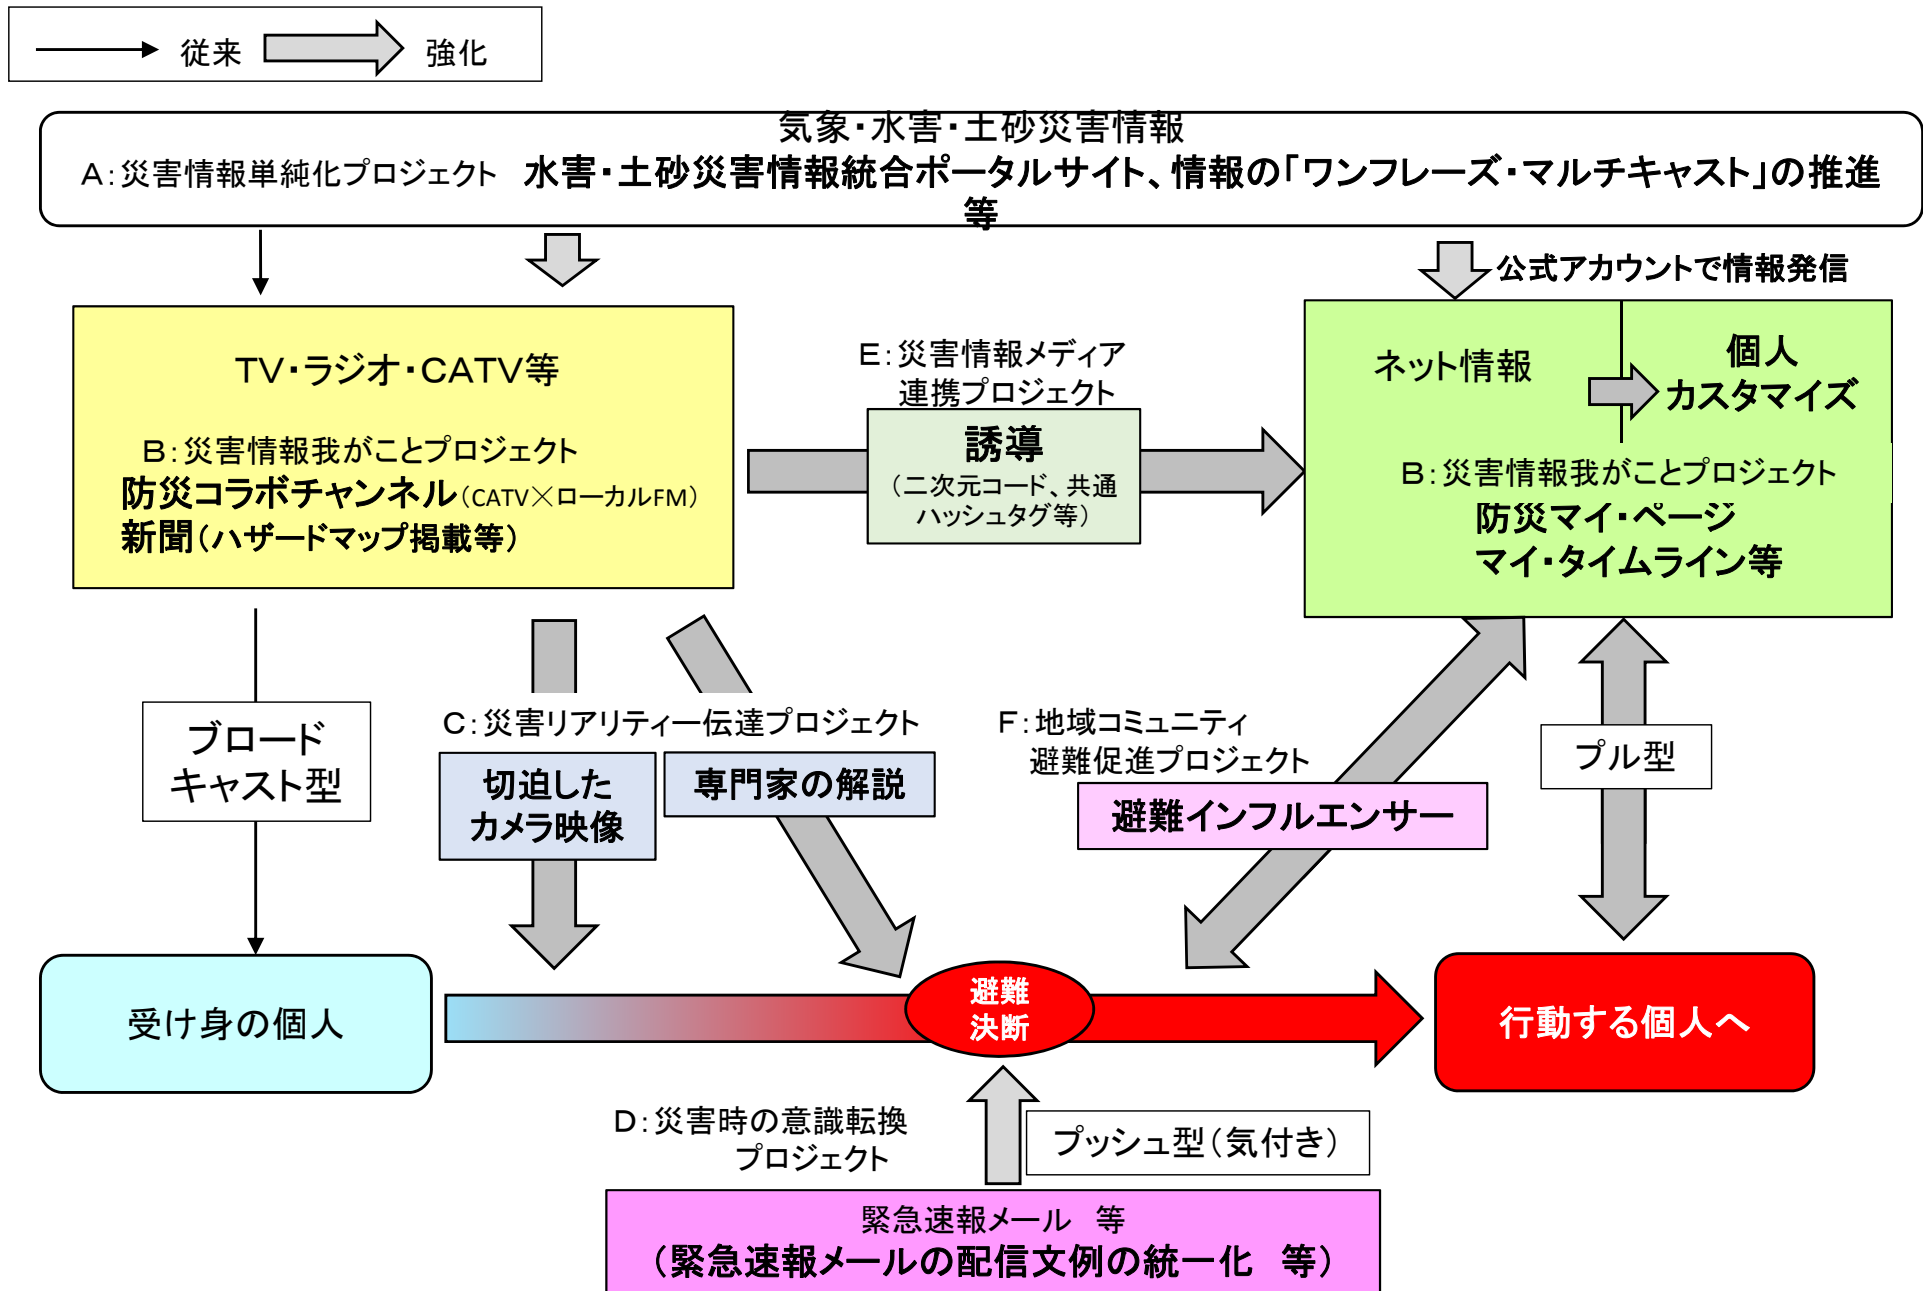 従来
強化
気象・水害・土砂災害情報
A：災害情報単純化プロジェクト 水害・土砂災害情報統合ポータルサイト、情報の「ワンフレーズ・マルチキャスト」の推進
等
公式アカウントで情報発信
TV・ラジオ・CATV等
B：災害情報我がことプロジェクト
防災コラボチャンネル（CATV×ローカルFM）
新聞（ハザードマップ掲載等）
E：災害情報メディア
連携プロジェクト
誘導
（二次元コード、共通
ハッシュタグ等）
ネット情報
個人
カスタマイズ
B：災害情報我がことプロジェクト
防災マイ・ページ
マイ・タイムライン等
ブロード
キャスト型
C：災害リアリティー伝達プロジェクト
切迫した
カメラ映像
専門家の解説
F：地域コミュニティ
避難促進プロジェクト
避難インフルエンサー
プル型
受け身の個人
避難
決断
行動する個人へ
D：災害時の意識転換
プロジェクト
プッシュ型（気付き）
緊急速報メール 等
（緊急速報メールの配信文例の統一化 等）